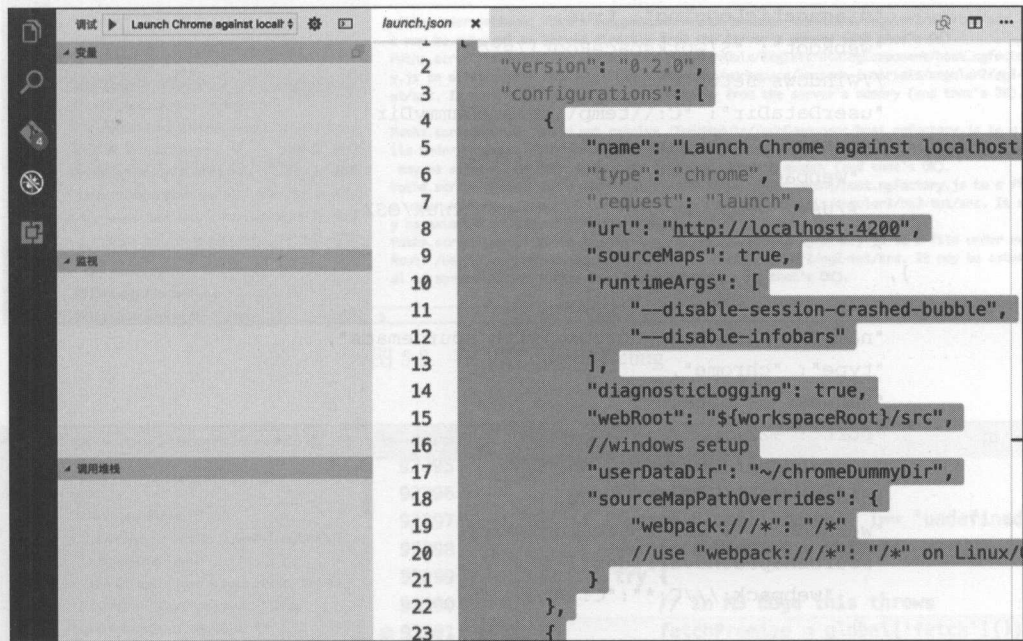 调试 Launch Chrome against localh
launch.json ×
变量
监视
调用堆栈
4
1 {
2 "version": "0.2.0",
3 "configurations": [
4 {
5 "name": "Launch Chrome against localhost
6 "type": "chrome",
7 "request": "launch",
8 "url": "http://localhost:4200",
9 "sourceMaps": true,
10 "runtimeArgs": [
11 "--disable-session-crashed-bubble",
12 "--disable-infobars"
13 ],
14 "diagnosticLogging": true,
15 "webRoot": "${workspaceRoot}/src",
16 //windows setup
17 "userDataDir": "~/chromeDummyDir",
18 "sourceMapPathOverrides": {
19 "webpack:///*": "/*"
20 //use "webpack:///*": "/*" on Linux/
21 }
22 },
23 {